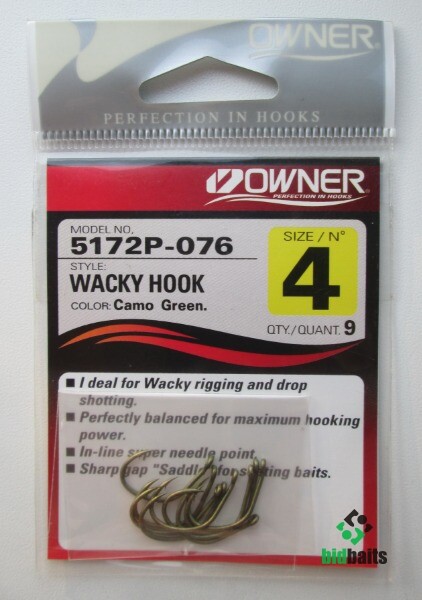 OWNER
PERFECTION IN HOOKS
OWNER
PERFECTION IN HOOKS
MODEL NO,
5172P-076
STYLE:
WACKY HOOK
COLOR: Camo Green.
SIZE / N°
4
QTY./QUANT. 9
I deal for Wacky rigging and drop
shotting.
Perfectly balanced for maximum hooking
power.
In-line super needle point.
Sharp gap "Saddle" for setting baits.
bidbaits